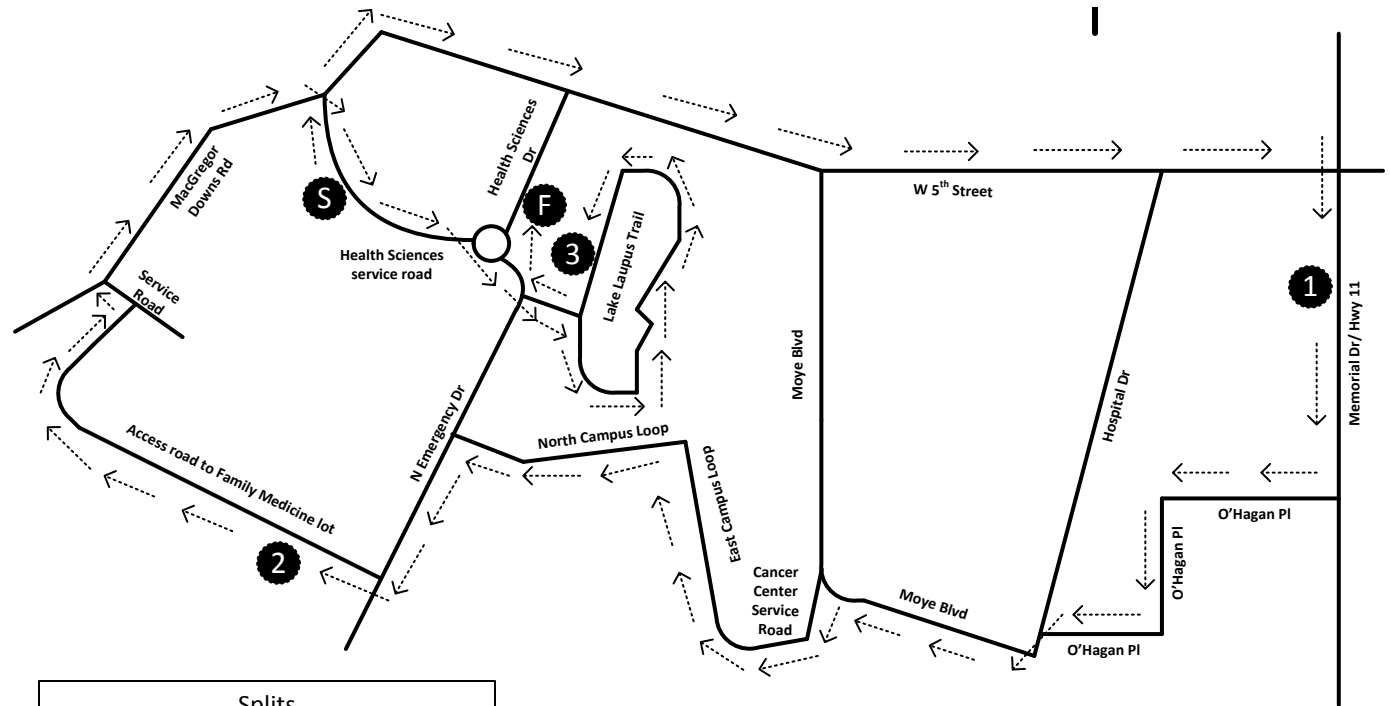 Health Sciences
Dr
MacGregor
Downs Rd
S
F
W 5th Street
3
Lake Laupus Trail
Health Sciences
service road
Service
Road
1
Memorial Dr/ Hwy 11
Moye Blvd
Hospital Dr
N Emergency Dr
North Campus Loop
Access road to Family Medicine lot
East Campus Loop
O'Hagan Pl
O'Hagan Pl
2
Cancer
Center
Service
Road
Moye Blvd
O'Hagan Pl
Splits